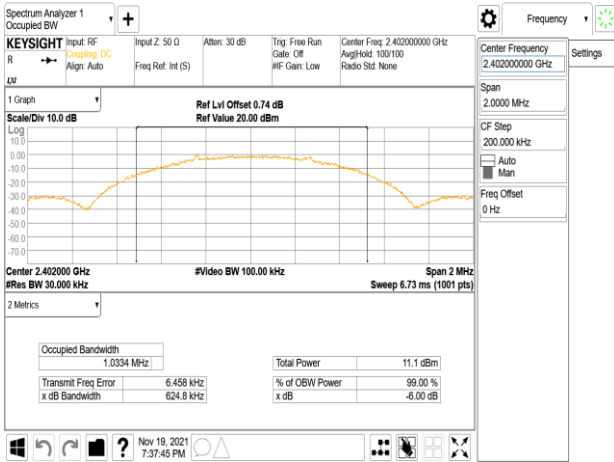 Spectrum Analyzer 1
Occupied BW
+
Frequency
KEYSIGHT
R
LXI
Input: RF
Coupling: DC
Align: Auto
Input Z: 50 Ω
Freq Ref: Int (S)
Atten: 30 dB
Trig: Free Run
Gate: Off
#IF Gain: Low
Center Freq: 2.402000000 GHz
Avg|Hold: 100/100
Radio Std: None
Center Frequency
2.402000000 GHz
Settings
Span
2.0000 MHz
CF Step
200.000 kHz
Auto
Man
Freq Offset
0 Hz
1 Graph
Scale/Div 10.0 dB
Ref Lvl Offset 0.74 dB
Ref Value 20.00 dBm
Log
10.0
0.00
-10.0
-20.0
-30.0
-40.0
-50.0
-60.0
-70.0
Center 2.402000 GHz
#Res BW 30.000 kHz
#Video BW 100.00 kHz
Span 2 MHz
Sweep 6.73 ms (1001 pts)
2 Metrics
Occupied Bandwidth
1.0334 MHz
Total Power 11.1 dBm
Transmit Freq Error 6.458 kHz
% of OBW Power 99.00 %
x dB Bandwidth 624.8 kHz
x dB -6.00 dB
?
Nov 19, 2021
7:37:45 PM